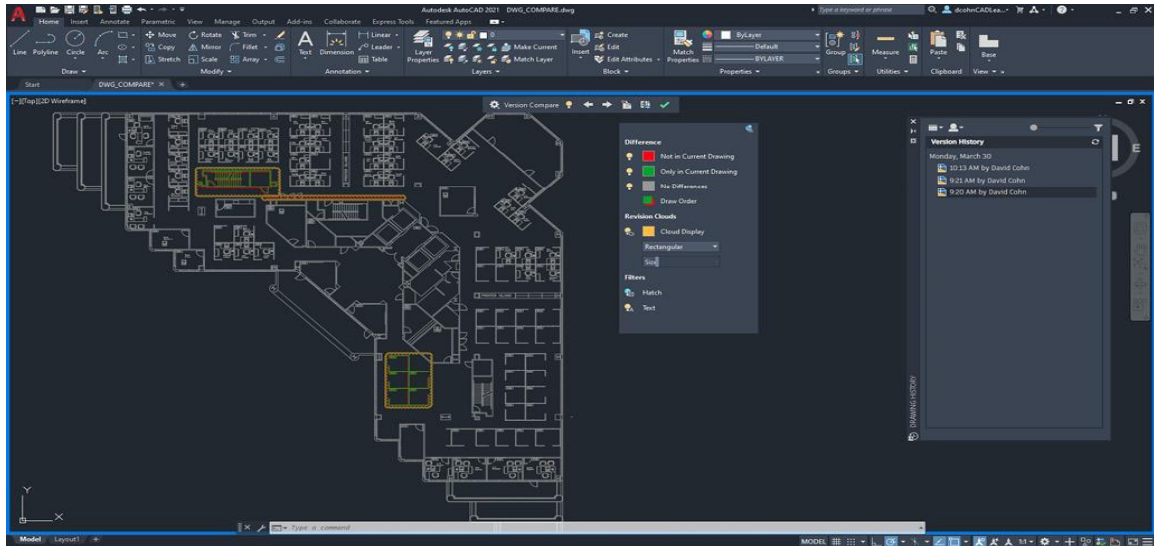 Autodesk AutoCAD 2021 DWG_COMPARE.dwg
Type a keyword or phrase
dcohnCADLea...
Home Insert Annotate Parametric View Manage Output Add-ins Collaborate Express Tools Featured Apps
Line Polyline Circle Arc
Move Rotate Trim
Copy Mirror Fillet
Stretch Scale Array
Text Dimension
Linear
Leader
Table
Layer Properties
0
Make Current
Match Layer
Insert
Create
Edit
Edit Attributes
Match Properties
ByLayer
Default
BYLAYER
Group
Measure
Paste
Base
Draw Modify Annotation Layers Block Properties Groups Utilities Clipboard View
Start DWG_COMPARE*
[−][Top][2D Wireframe]
Version Compare
Difference
Not in Current Drawing
Only in Current Drawing
No Differences
Draw Order
Revision Clouds
Cloud Display
Rectangular
Size
Filters
Hatch
Text
Version History
Monday, March 30
10:13 AM by David Cohn
9:21 AM by David Cohn
9:20 AM by David Cohn
DRAWING HISTORY
E
Y
X
Type a command
Model Layout1 +
MODEL
1:1